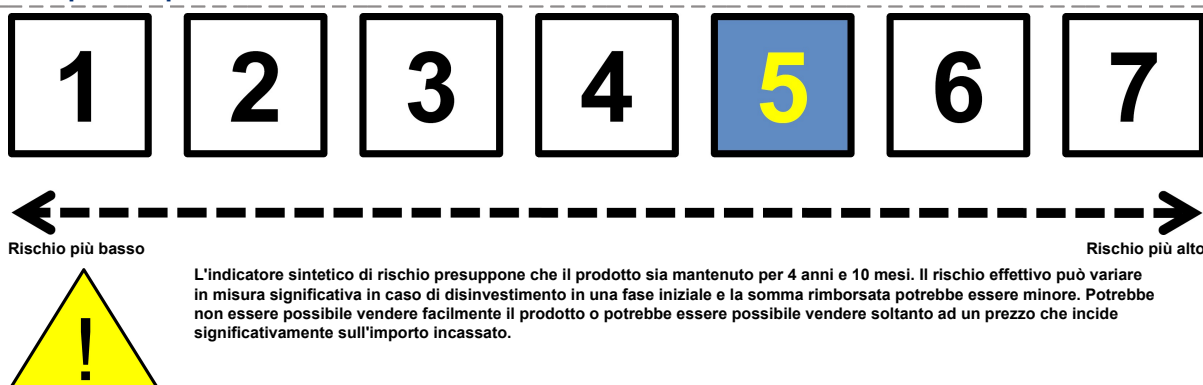 1 2 3 4 5 6 7
Rischio più basso Rischio più alto
L'indicatore sintetico di rischio presuppone che il prodotto sia mantenuto per 4 anni e 10 mesi. Il rischio effettivo può variare
in misura significativa in caso di disinvestimento in una fase iniziale e la somma rimborsata potrebbe essere minore. Potrebbe
non essere possibile vendere facilmente il prodotto o potrebbe essere possibile vendere soltanto ad un prezzo che incide
significativamente sull'importo incassato.
!